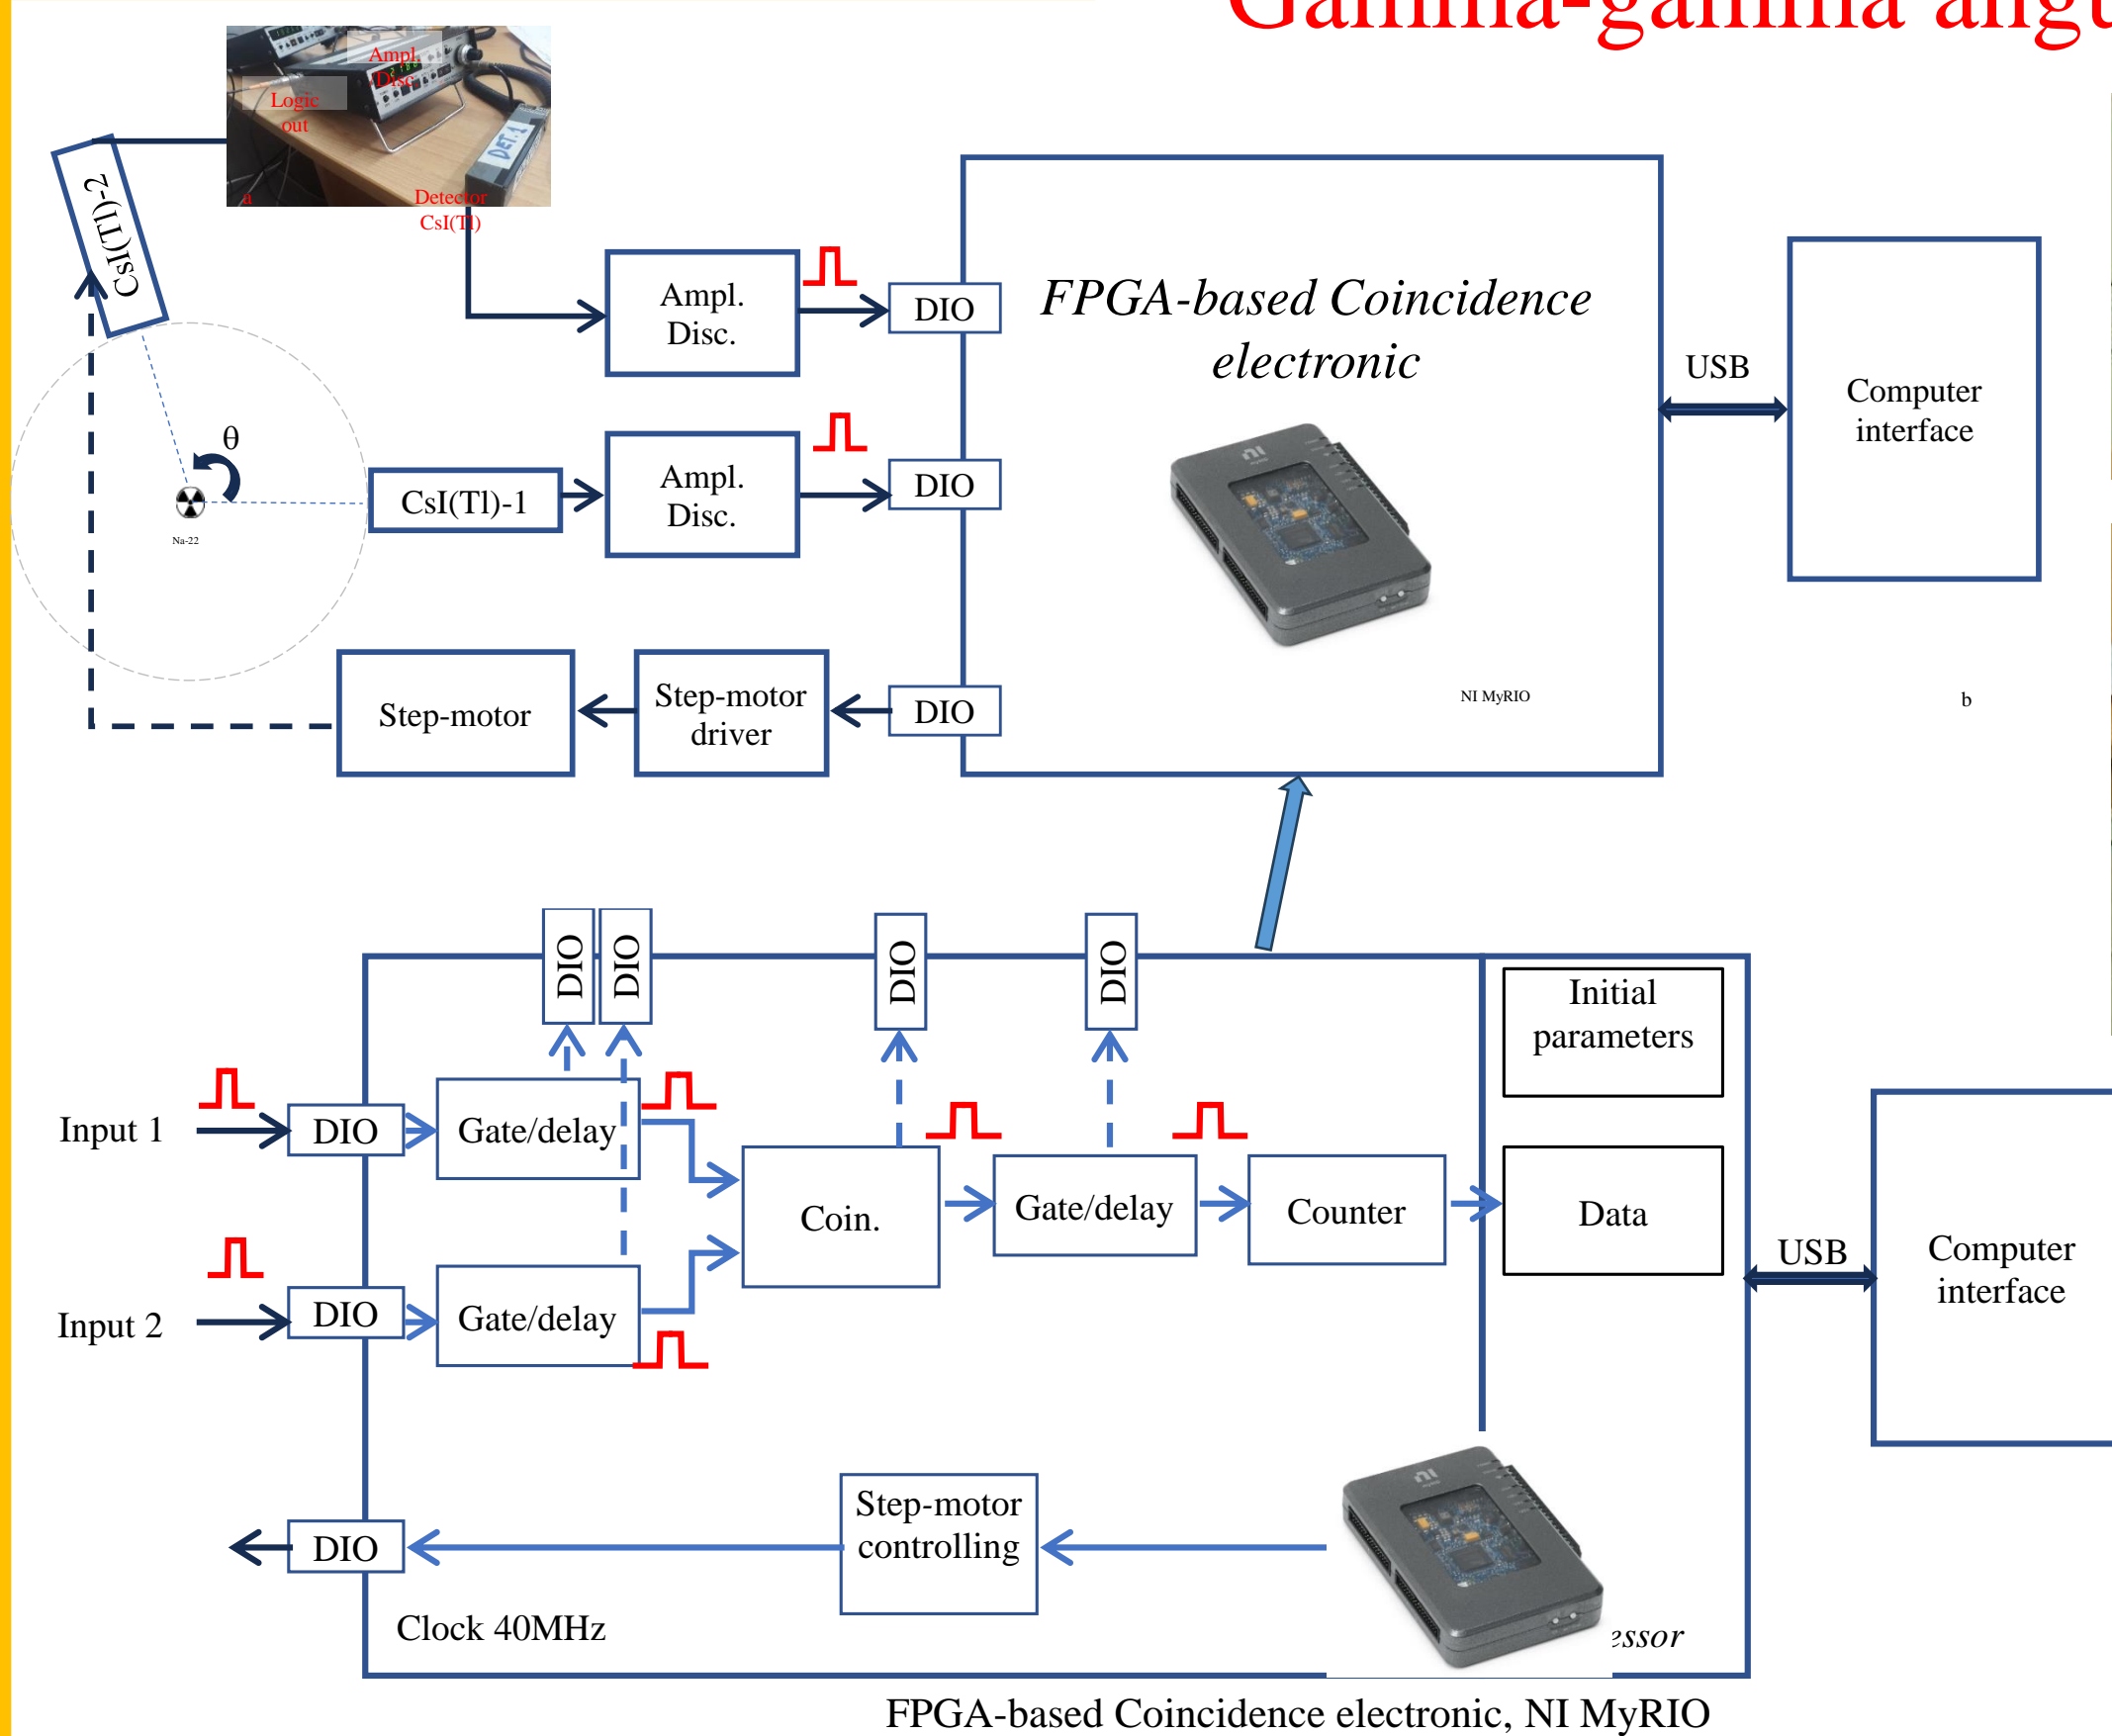 Gamma-gamma angu
Ampl.
/Disc.
Logic
out
DET.1
a
Detector
CsI(Tl)
CsI(Tl)-2
Ampl.
Disc.
DIO
FPGA-based Coincidence
electronic
USB
Computer
interface
θ
Na-22
CsI(Tl)-1
Ampl.
Disc.
DIO
Step-motor
Step-motor
driver
DIO
NI MyRIO
b
DIO
DIO
DIO
DIO
Initial
parameters
Input 1
DIO
Gate/delay
Coin.
Gate/delay
Counter
Data
USB
Computer
interface
Input 2
DIO
Gate/delay
Step-motor
controlling
DIO
Clock 40MHz
essor
FPGA-based Coincidence electronic, NI MyRIO